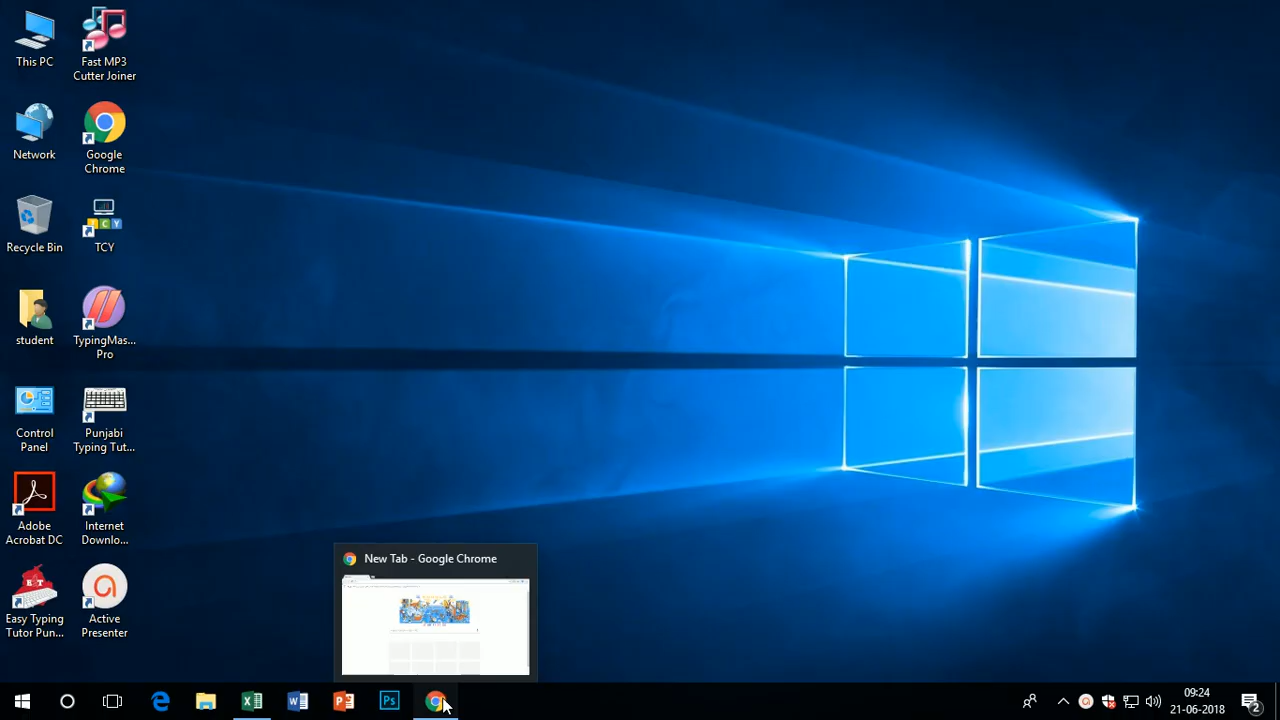 This PC
Fast MP3
Cutter Joiner
Network
Google
Chrome
Recycle Bin
TCY
student
TypingMas...
Pro
Control
Panel
Punjabi
Typing Tut...
Adobe
Acrobat DC
Internet
Downlo...
Easy Typing
Tutor Pun...
Active
Presenter
New Tab - Google Chrome
Ps
09:24
21-06-2018
2